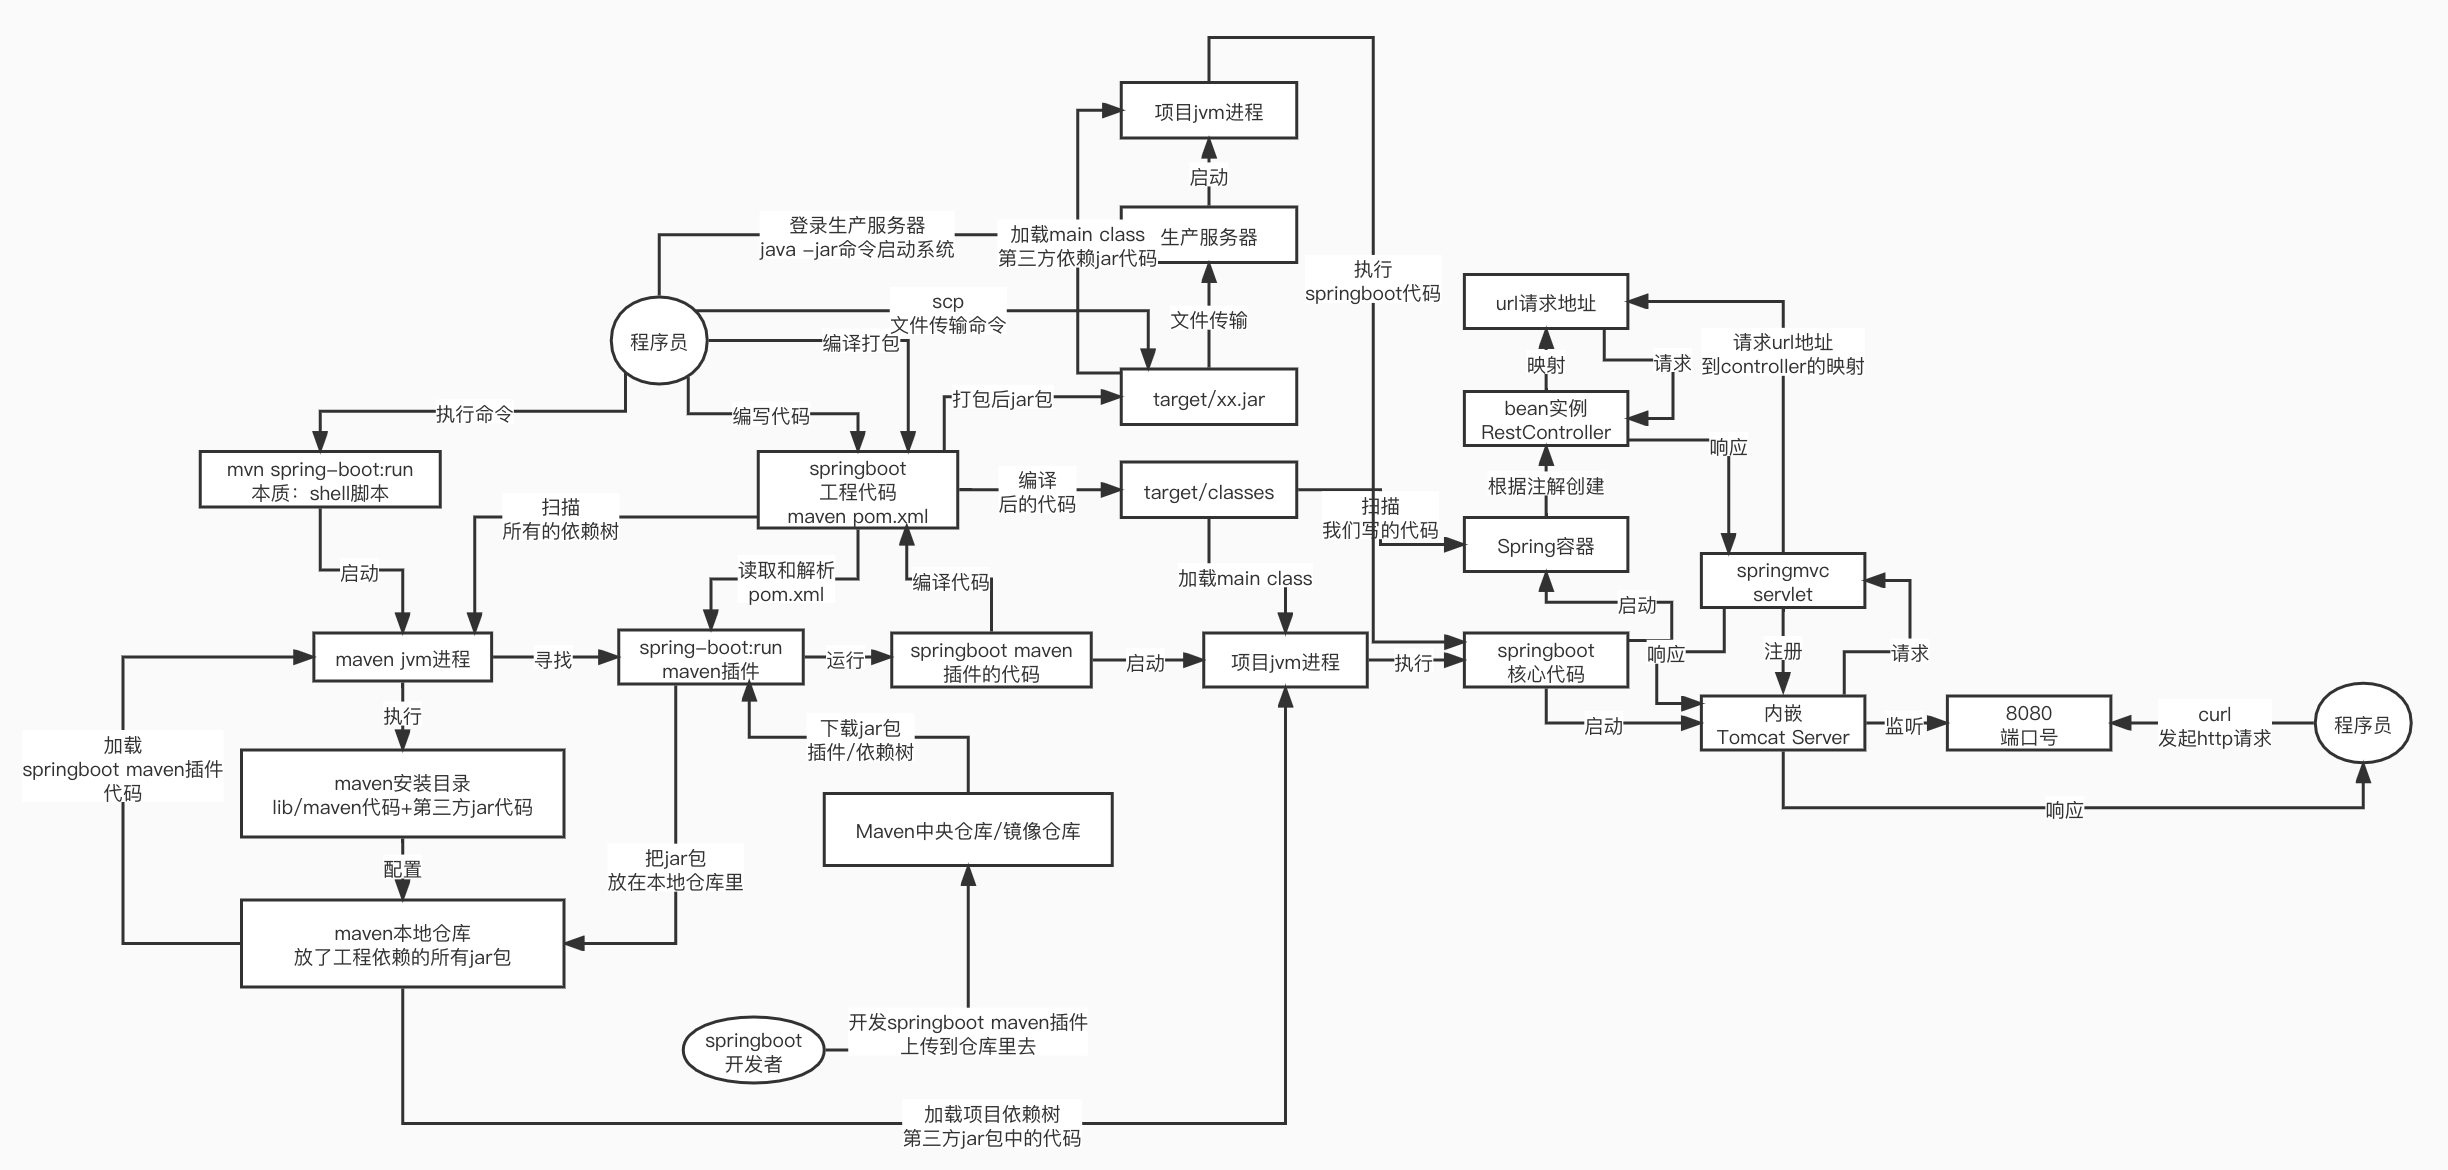 项目jvm进程
启动
登录生产服务器
java -jar命令启动系统
加载main class
第三方依赖jar代码
生产服务器
执行
springboot代码
scp
文件传输命令
文件传输
url请求地址
请求url地址
到controller的映射
程序员
编译打包
映射
请求
执行命令
编写代码
打包后jar包
target/xx.jar
bean实例
RestController
响应
mvn spring-boot:run
本质：shell脚本
springboot
工程代码
maven pom.xml
编译
后的代码
target/classes
根据注解创建
扫描
所有的依赖树
扫描
我们写的代码
Spring容器
启动
读取和解析
pom.xml
编译代码
加载main class
springmvc
servlet
启动
maven jvm进程
寻找
spring-boot:run
maven插件
运行
springboot maven
插件的代码
启动
项目jvm进程
执行
springboot
核心代码
响应
注册
请求
执行
下载jar包
插件/依赖树
启动
内嵌
Tomcat Server
监听
8080
端口号
curl
发起http请求
程序员
加载
springboot maven插件
代码
maven安装目录
lib/maven代码+第三方jar代码
Maven中央仓库/镜像仓库
响应
配置
把jar包
放在本地仓库里
maven本地仓库
放了工程依赖的所有jar包
springboot
开发者
开发springboot maven插件
上传到仓库里去
加载项目依赖树
第三方jar包中的代码